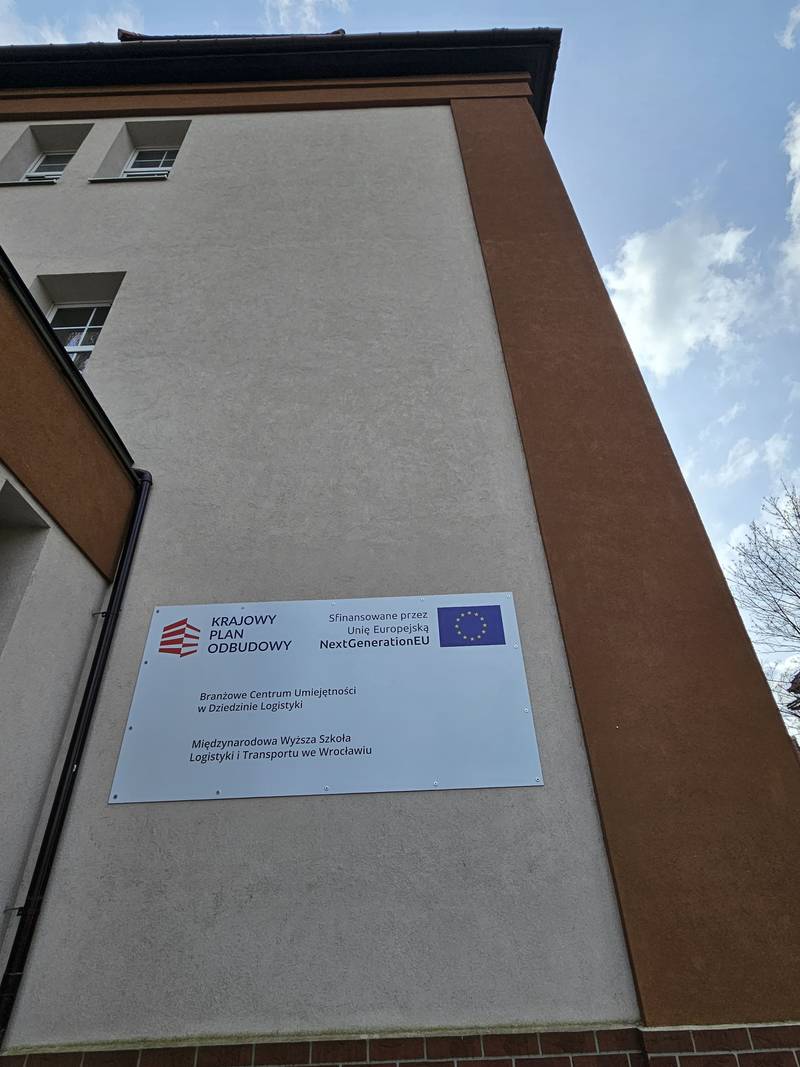 KRAJOWY
PLAN
ODBUDOWY
Sfinansowane przez
Unię Europejską
NextGenerationEU
Branżowe Centrum Umiejętności
w Dziedzinie Logistyki
Międzynarodowa Wyższa Szkoła
Logistyki i Transportu we Wrocławiu